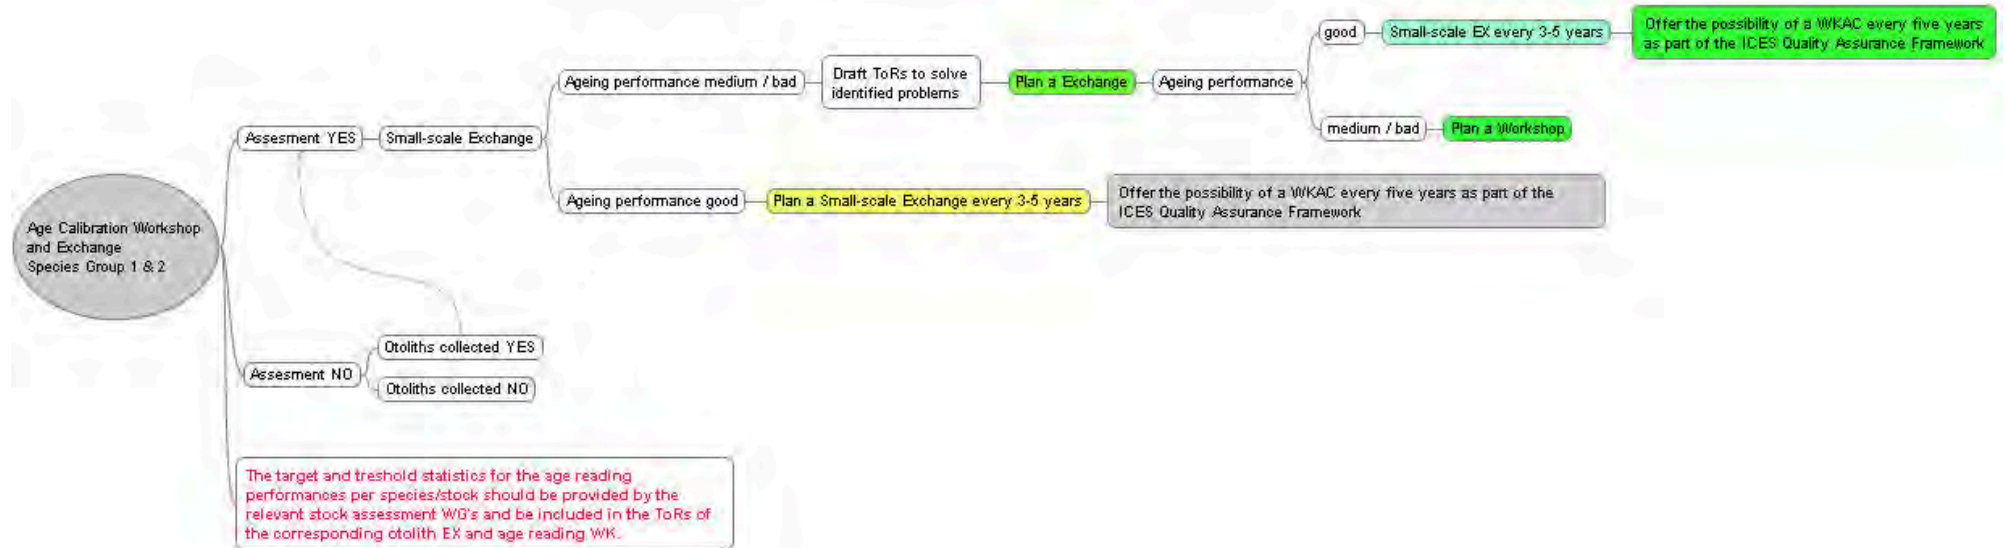 good
Small-scale EX every 3-5 years
Offer the possibility of a WKAC every five years
as part of the ICES Quality Assurance Framework
Ageing performance medium / bad
Draft ToRs to solve
identified problems
Plan a Exchange
Ageing performance
medium / bad
Plan a Workshop
Assesment YES
Small-scale Exchange
Ageing performance good
Plan a Small-scale Exchange every 3-5 years
Offer the possibility of a WKAC every five years as part of the
ICES Quality Assurance Framework
Age Calibration Workshop
and Exchange
Species Group 1 & 2
Otoliths collected YES
Assesment NO
Otoliths collected NO
The target and treshold statistics for the age reading
performances per species/stock should be provided by the
relevant stock assessment WG's and be included in the ToRs of
the corresponding otolith EX and age reading WK.